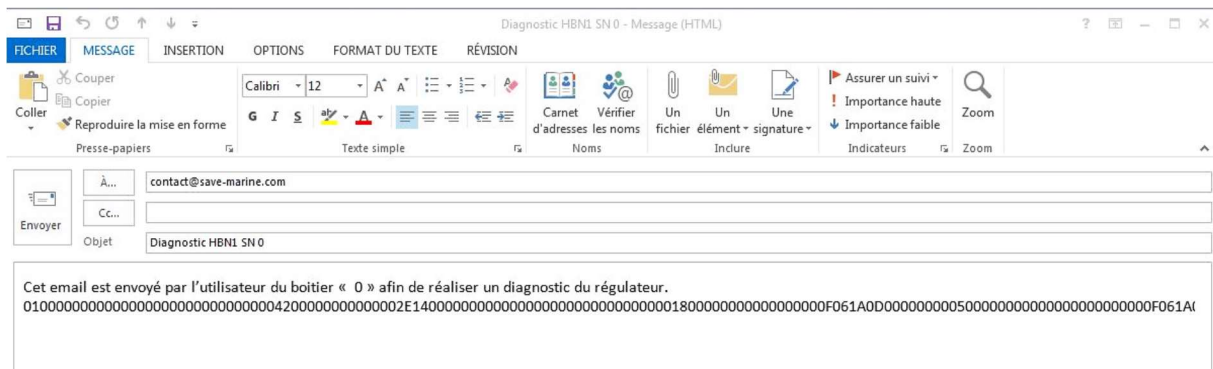 Diagnostic HBN1 SN 0 - Message (HTML)
FICHIER MESSAGE INSERTION OPTIONS FORMAT DU TEXTE RÉVISION
Coller
Couper
Copier
Reproduire la mise en forme
Presse-papiers
Calibri 12
G I S
Texte simple
Carnet d'adresses
Vérifier les noms
Noms
Un fichier
Un élément
Une signature
Inclure
Assurer un suivi
Importance haute
Importance faible
Indicateurs
Zoom
Zoom
Envoyer
À... contact@save-marine.com
Cc...
Objet Diagnostic HBN1 SN 0
Cet email est envoyé par l'utilisateur du boitier « 0 » afin de réaliser un diagnostic du régulateur.